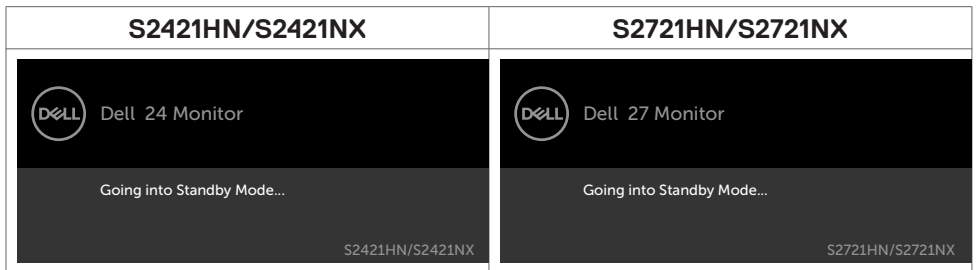 S2421HN/S2421NX
S2721HN/S2721NX
DELL Dell 24 Monitor
Going into Standby Mode...
S2421HN/S2421NX
DELL Dell 27 Monitor
Going into Standby Mode...
S2721HN/S2721NX